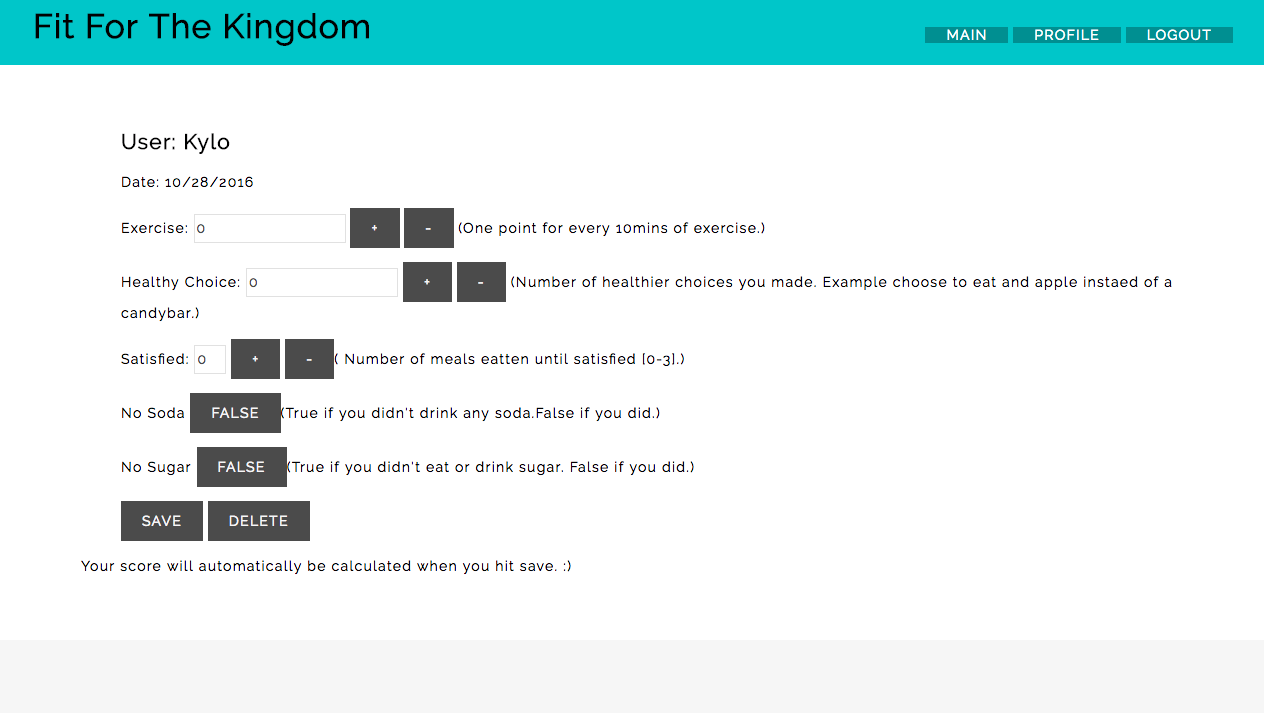 Fit For The Kingdom
MAIN PROFILE LOGOUT
User: Kylo
Date: 10/28/2016
Exercise: 0 + - (One point for every 10mins of exercise.)
Healthy Choice: 0 + - (Number of healthier choices you made. Example choose to eat and apple instaed of a
candybar.)
Satisfied: 0 + - ( Number of meals eatten until satisfied [0-3].)
No Soda FALSE (True if you didn't drink any soda.False if you did.)
No Sugar FALSE (True if you didn't eat or drink sugar. False if you did.)
SAVE DELETE
Your score will automatically be calculated when you hit save. :)